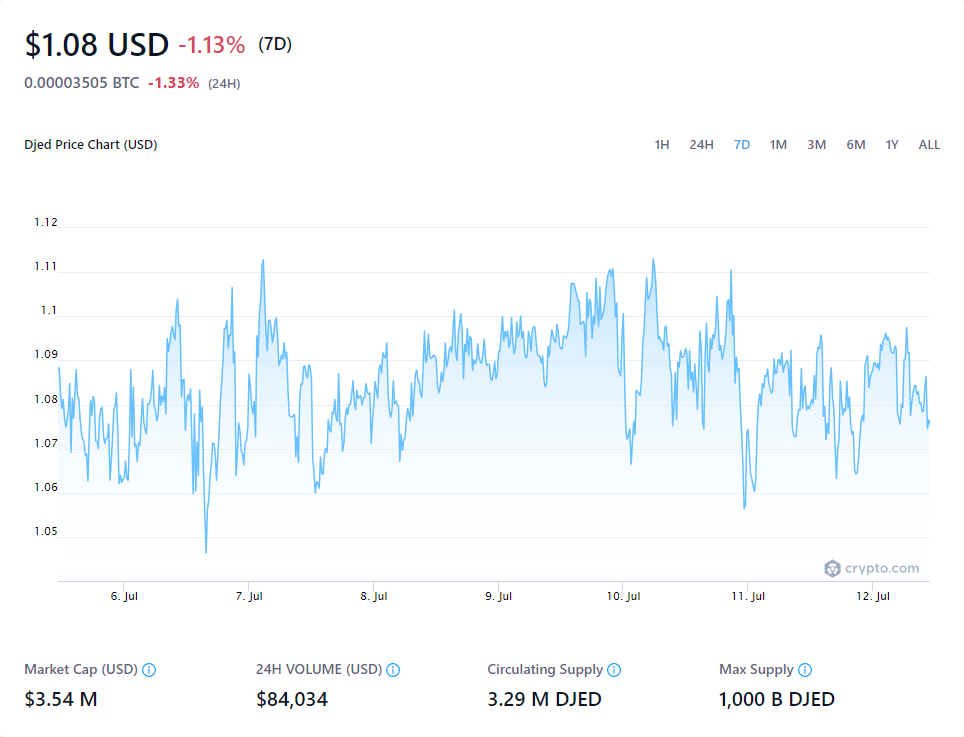 $1.08 USD -1.13% (7D)
0.00003505 BTC -1.33% (24H)
Djed Price Chart (USD) 1H 24H 7D 1M 3M 6M 1Y ALL
1.12
1.11
1.1
1.09
1.08
1.07
1.06
1.05
crypto.com
6. Jul 7. Jul 8. Jul 9. Jul 10. Jul 11. Jul 12. Jul
Market Cap (USD) 24H VOLUME (USD) Circulating Supply Max Supply
$3.54 M $84,034 3.29 M DJED 1,000 B DJED